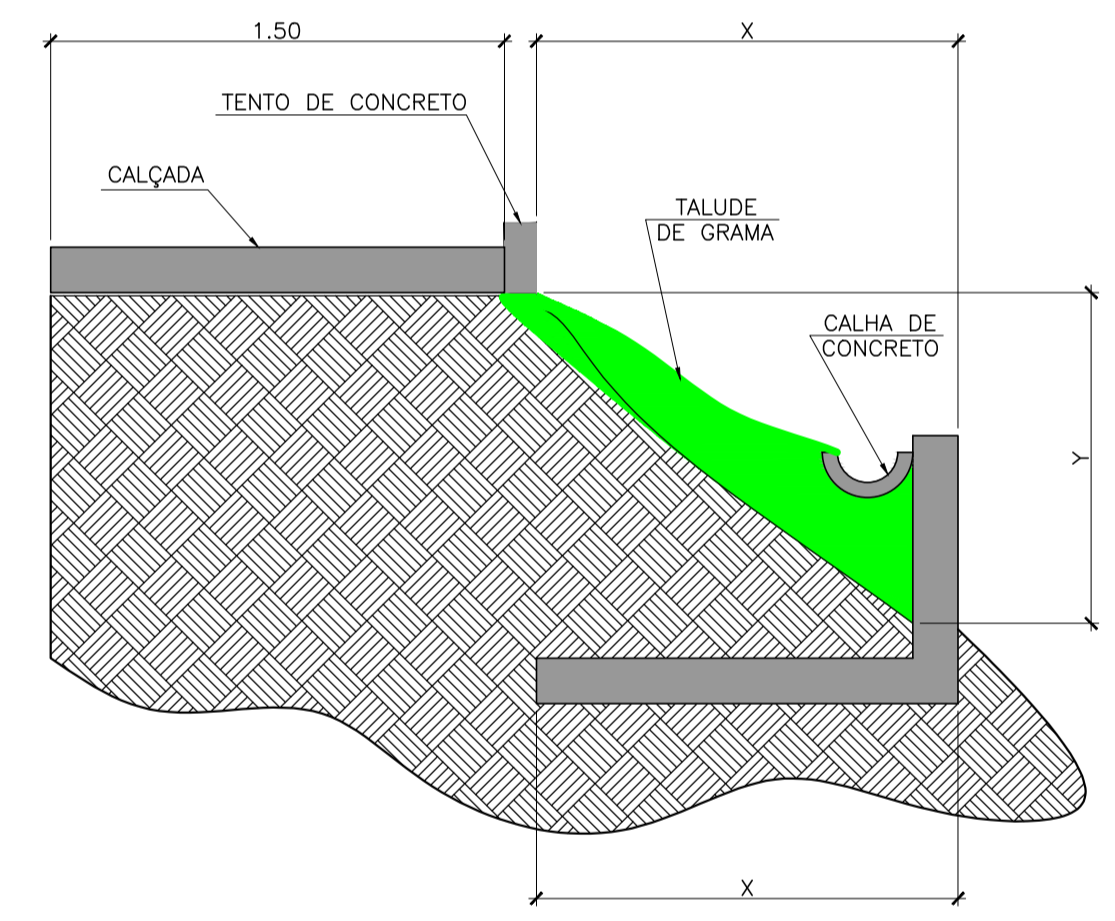 1.50
X
TENTO DE CONCRETO
CALÇADA
TALUDE
DE GRAMA
CALHA DE
CONCRETO
Y
X